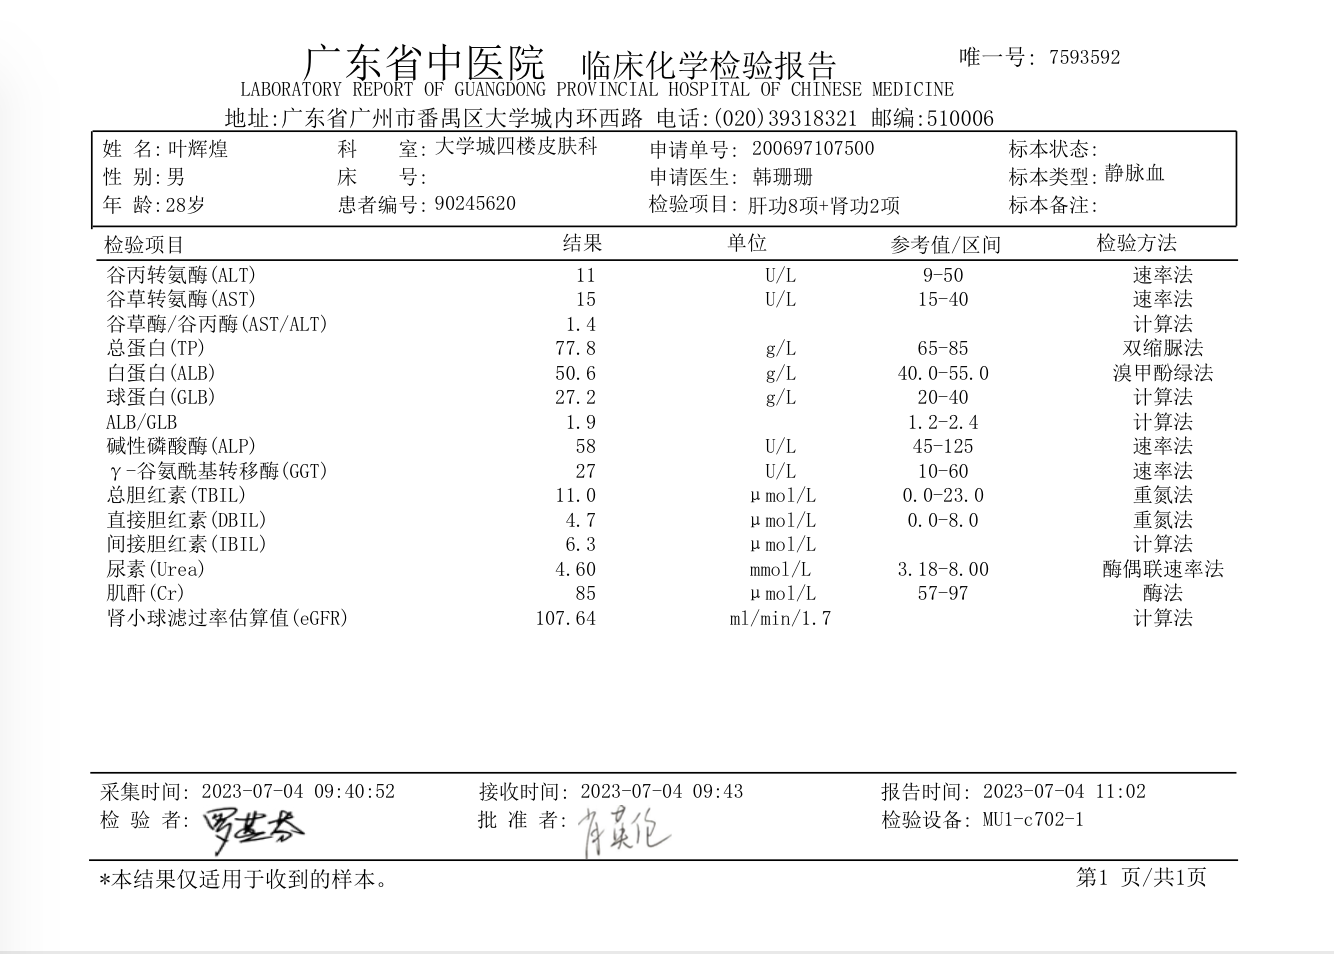 广东省中医院 临床化学检验报告 唯一号: 7593592
LABORATORY REPORT OF GUANGDONG PROVINCIAL HOSPITAL OF CHINESE MEDICINE
地址:广东省广州市番禺区大学城内环西路 电话:(020)39318321 邮编:510006
姓 名:叶辉煌 科 室:大学城四楼皮肤科 申请单号: 200697107500 标本状态:
性 别:男 床 号: 申请医生: 韩珊珊 标本类型:静脉血
年 龄:28岁 患者编号:90245620 检验项目:肝功8项+肾功2项 标本备注:
检验项目 结果 单位 参考值/区间 检验方法
谷丙转氨酶(ALT) 11 U/L 9-50 速率法
谷草转氨酶(AST) 15 U/L 15-40 速率法
谷草酶/谷丙酶(AST/ALT) 1.4 计算法
总蛋白(TP) 77.8 g/L 65-85 双缩脲法
白蛋白(ALB) 50.6 g/L 40.0-55.0 溴甲酚绿法
球蛋白(GLB) 27.2 g/L 20-40 计算法
ALB/GLB 1.9 1.2-2.4 计算法
碱性磷酸酶(ALP) 58 U/L 45-125 速率法
γ-谷氨酰基转移酶(GGT) 27 U/L 10-60 速率法
总胆红素(TBIL) 11.0 μmol/L 0.0-23.0 重氮法
直接胆红素(DBIL) 4.7 μmol/L 0.0-8.0 重氮法
间接胆红素(IBIL) 6.3 μmol/L 计算法
尿素(Urea) 4.60 mmol/L 3.18-8.00 酶偶联速率法
肌酐(Cr) 85 μmol/L 57-97 酶法
肾小球滤过率估算值(eGFR) 107.64 ml/min/1.7 计算法
采集时间: 2023-07-04 09:40:52 接收时间: 2023-07-04 09:43 报告时间: 2023-07-04 11:02
检 验 者: 批 准 者: 肖英伦 检验设备: MU1-c702-1
*本结果仅适用于收到的样本。 第1 页/共1页